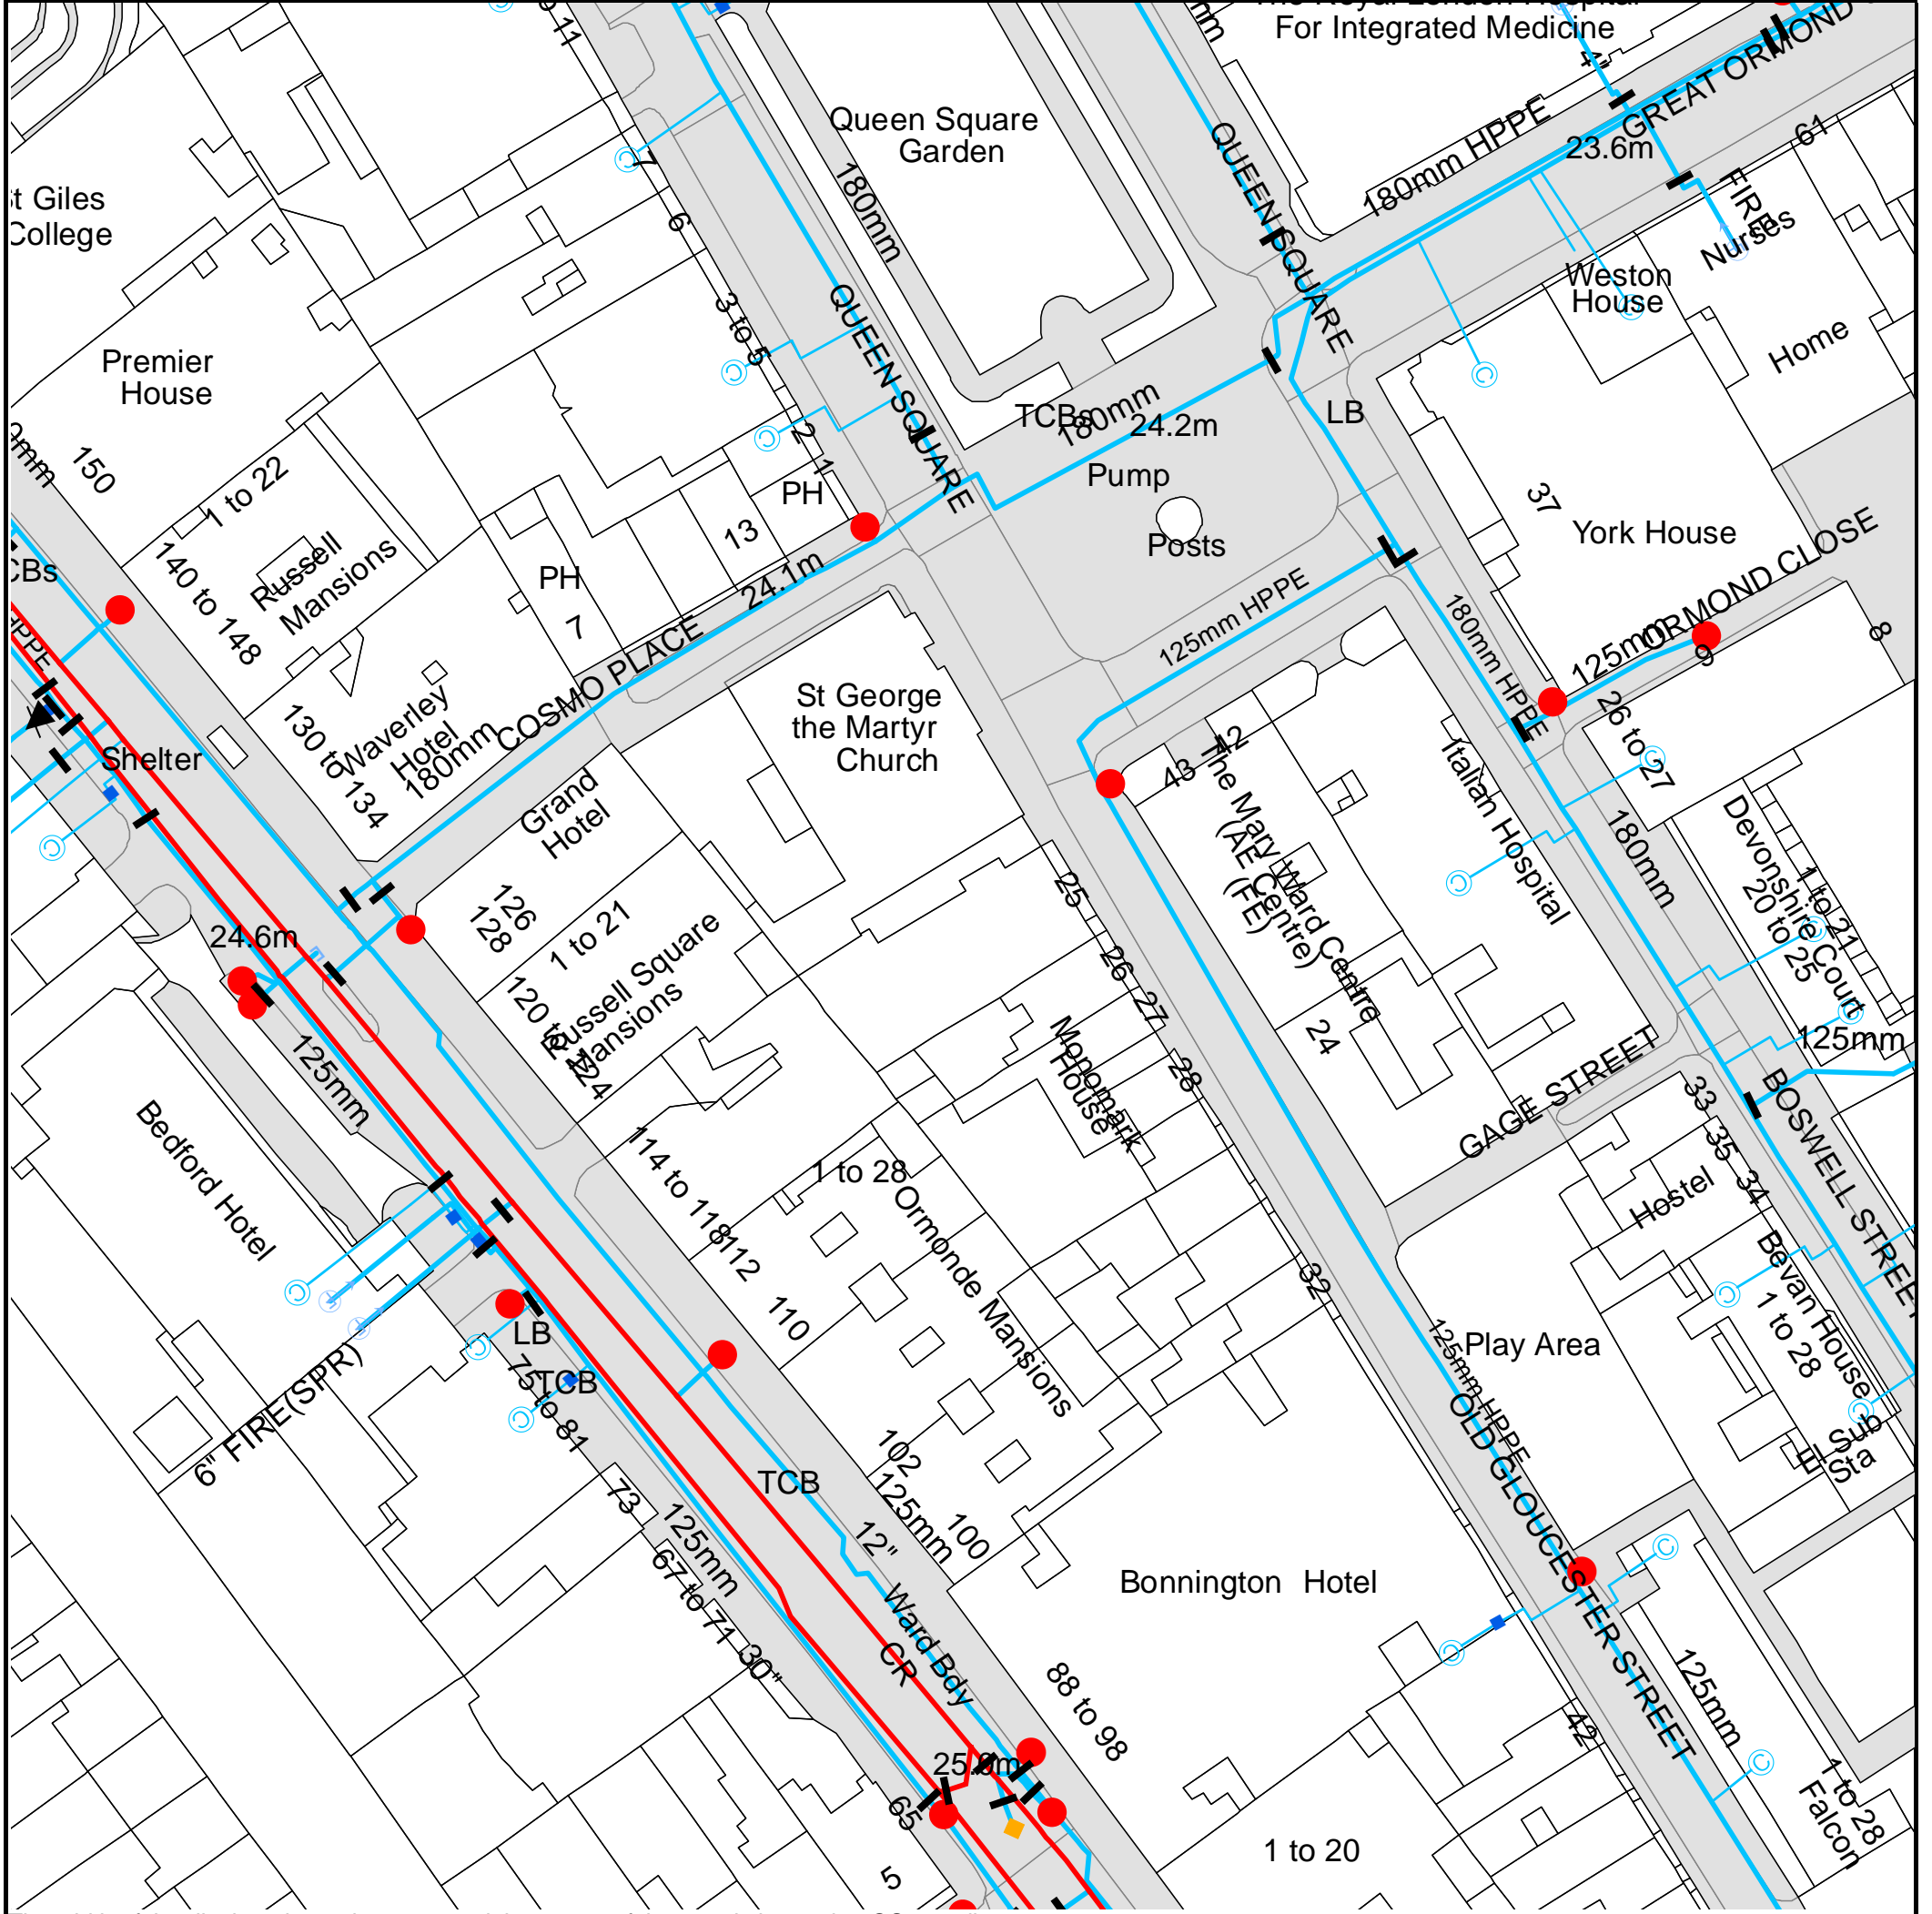 For Integrated Medicine
GREAT ORMOND
180mm HPPE
23.6m
61
Queen Square
Garden
180mm
QUEEN SQUARE
FIRE
Nurses
Weston
House
Home
t Giles
College
7
6
3 to 5
2
1
PH
QUEEN SQUARE
TCBs
180mm
24.2m
LB
Pump
Posts
37
York House
ORMOND CLOSE
125mm
9
8
Premier
House
150
1 to 22
140 to 148
Russell
Mansions
CBs
HPPE
13
PH
7
24.1m
COSMO PLACE
180mm
125mm HPPE
180mm HPPE
26 to 27
180mm
St George
the Martyr
Church
Waverley
Hotel
130 to
134
Shelter
Grand
Hotel
42
43
The Mary Ward Centre
(AE Centre)
(FE)
Italian Hospital
Devonshire Court
20 to 25
1 to 21
125mm
24.6m
126
128
1 to 21
Russell Square
Mansions
120 to
124
25
26
27
28
24
Monomark
House
GAGE STREET
33
35
34
BOSWELL STREET
Hostel
125mm
Bedford Hotel
114 to 118
112
110
1 to 28
Ormonde Mansions
32
Bevan House
1 to 28
Play Area
125mm HPPE
OLD GLOUCESTER STREET
El Sub
Sta
LB
TCB
75 to 81
6" FIRE(SPR)
73
125mm
67 to 71
30"
TCB
102
125mm
100
12"
Ward Bdy
CR
Bonnington Hotel
88 to 98
125mm
42
65
5
1 to 20
1 to 28
Falcon